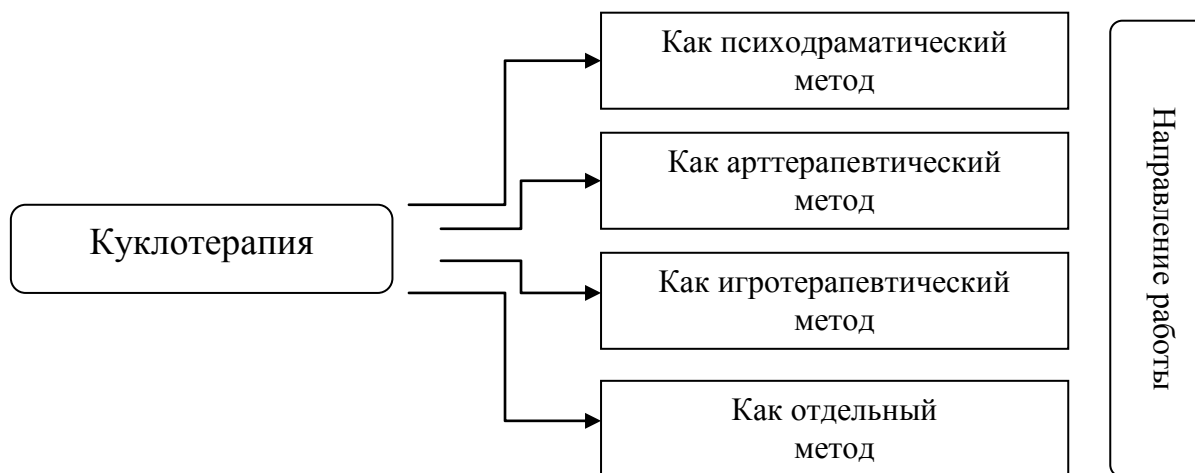 Как психодраматический
метод
Как арттерапевтический
метод
Куклотерапия
Как игротерапевтический
метод
Как отдельный
метод
Направление работы